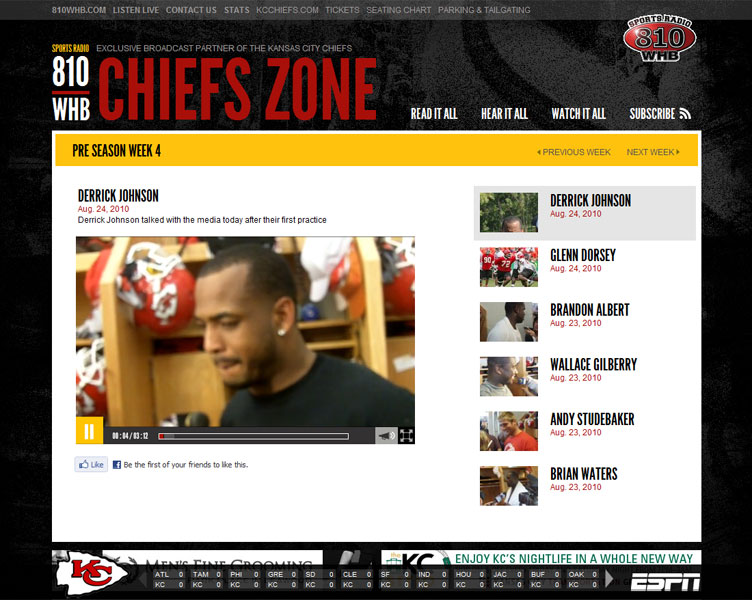 810WHB.COM LISTEN LIVE CONTACT US STATS KCCHIEFS.COM TICKETS SEATING CHART PARKING & TAILGATING
SPORTS RADIO
810
WHB
SPORTS RADIO EXCLUSIVE BROADCAST PARTNER OF THE KANSAS CITY CHIEFS
810
WHB
CHIEFS ZONE
READ IT ALL HEAR IT ALL WATCH IT ALL SUBSCRIBE
PRE SEASON WEEK 4 PREVIOUS WEEK NEXT WEEK
DERRICK JOHNSON
Aug. 24, 2010
Derrick Johnson talked with the media today after their first practice
00:04/03:12
Like Be the first of your friends to like this.
DERRICK JOHNSON
Aug. 24, 2010
GLENN DORSEY
Aug. 24, 2010
BRANDON ALBERT
Aug. 23, 2010
WALLACE GILBERRY
Aug. 23, 2010
ANDY STUDEBAKER
Aug. 23, 2010
BRIAN WATERS
Aug. 23, 2010
MEN'S FINE GROOMING
KC ENJOY KC'S NIGHTLIFE IN A WHOLE NEW WAY
KC
ATL 0 TAM 0 PHI 0 GRE 0 SD 0 CLE 0 SF 0 IND 0 HOU 0 JAC 0 BUF 0 OAK 0
KC 0 KC 0 KC 0 KC 0 KC 0 KC 0 KC 0 KC 0 KC 0 KC 0 KC 0 KC 0
ESPN